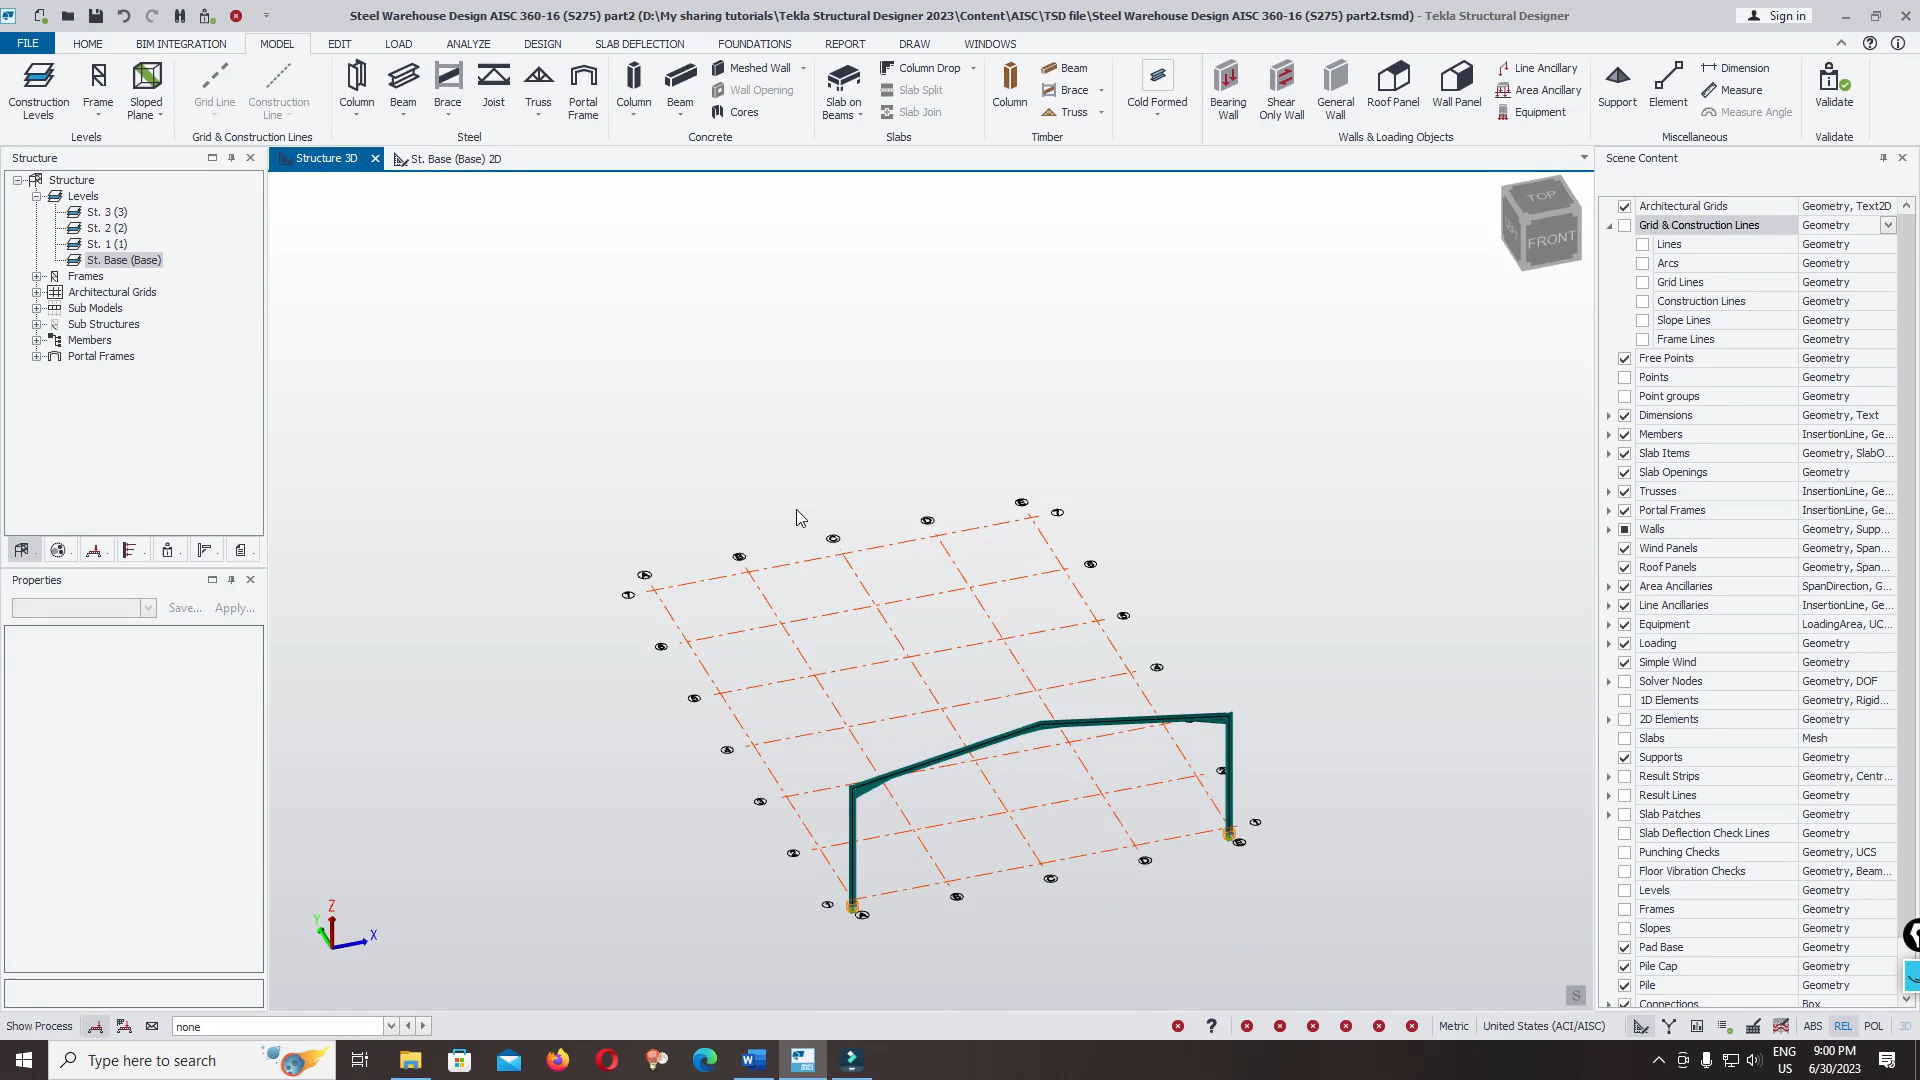 Steel Warehouse Design AISC 360-16 (S275) part2 (D:\My sharing tutorials\Tekla Structural Designer 2023\Content\AISC\TSD file\Steel Warehouse Design AISC 360-16 (S275) part2.tsmd) - Tekla Structural Designer
Sign in
FILE HOME BIM INTEGRATION MODEL EDIT LOAD ANALYZE DESIGN SLAB DEFLECTION FOUNDATIONS REPORT DRAW WINDOWS
Construction Levels
Frame
Sloped Plane
Levels
Grid Line
Construction Line
Grid & Construction Lines
Column
Beam
Brace
Joist
Truss
Portal Frame
Steel
Column
Beam
Meshed Wall
Wall Opening
Cores
Concrete
Slab on Beams
Column Drop
Slab Split
Slab Join
Slabs
Column
Beam
Brace
Truss
Timber
Cold Formed
Bearing Wall
Shear Only Wall
General Wall
Roof Panel
Wall Panel
Line Ancillary
Area Ancillary
Equipment
Walls & Loading Objects
Support
Element
Dimension
Measure
Measure Angle
Miscellaneous
Validate
Validate
Structure
Structure
Levels
St. 3 (3)
St. 2 (2)
St. 1 (1)
St. Base (Base)
Frames
Architectural Grids
Sub Models
Sub Structures
Members
Portal Frames
Properties
Save... Apply...
Structure 3D
St. Base (Base) 2D
TOP
FRONT
Z
Y
X
S
Scene Content
Architectural Grids Geometry, Text2D
Grid & Construction Lines Geometry
Lines Geometry
Arcs Geometry
Grid Lines Geometry
Construction Lines Geometry
Slope Lines Geometry
Frame Lines Geometry
Free Points Geometry
Points Geometry
Point groups Geometry
Dimensions Geometry, Text
Members InsertionLine, Ge...
Slab Items Geometry, SlabO...
Slab Openings Geometry
Trusses InsertionLine, Ge...
Portal Frames InsertionLine, Ge...
Walls Geometry, Supp...
Wind Panels Geometry, Span...
Roof Panels Geometry, Span...
Area Ancillaries SpanDirection, G...
Line Ancillaries InsertionLine, Ge...
Equipment LoadingArea, UC...
Loading Geometry
Simple Wind Geometry
Solver Nodes Geometry, DOF
1D Elements Geometry, Rigid...
2D Elements Geometry
Slabs Mesh
Supports Geometry
Result Strips Geometry, Centr...
Result Lines Geometry
Slab Patches Geometry
Slab Deflection Check Lines Geometry
Punching Checks Geometry, UCS
Floor Vibration Checks Geometry, Beam...
Levels Geometry
Frames Geometry
Slopes Geometry
Pad Base Geometry
Pile Cap Geometry
Pile Geometry
Connections Box
Show Process none
Metric United States (ACI/AISC) ABS REL POL 3D
Type here to search
ENG
US
9:00 PM
6/30/2023